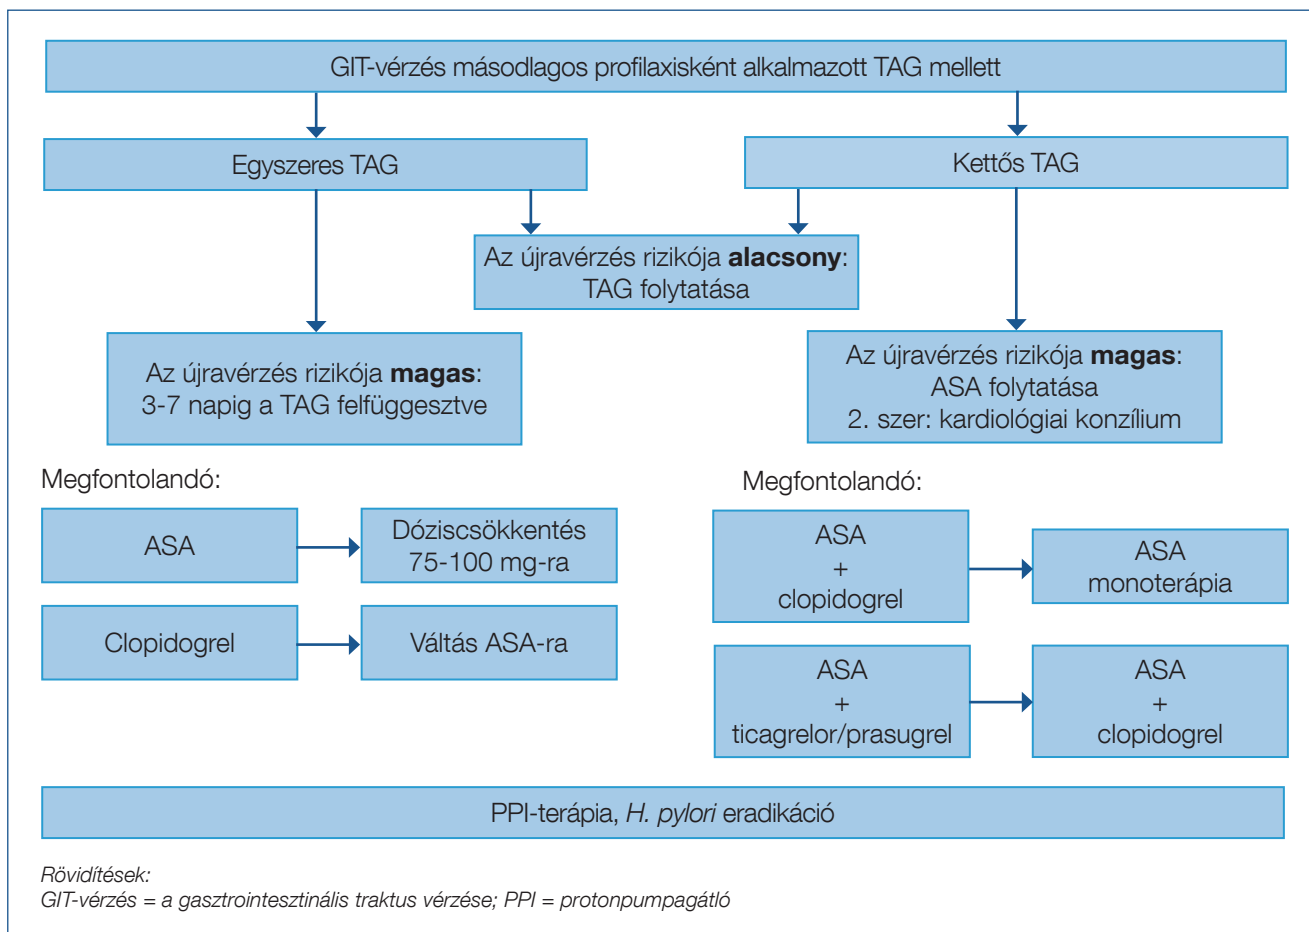 GIT-vérzés másodlagos profilaxisként alkalmazott TAG mellett
Egyszeres TAG
Kettős TAG
Az újravérzés rizikója alacsony:
TAG folytatása
Az újravérzés rizikója magas:
3-7 napig a TAG felfüggesztve
Az újravérzés rizikója magas:
ASA folytatása
2. szer: kardiológiai konzílium
Megfontolandó:
ASA
Dóziscsökkentés
75-100 mg-ra
Clopidogrel
Váltás ASA-ra
Megfontolandó:
ASA
+
clopidogrel
ASA
monoterápia
ASA
+
ticagrelor/prasugrel
ASA
+
clopidogrel
PPI-terápia, H. pylori eradikáció
Rövidítések:
GIT-vérzés = a gasztrointesztinális traktus vérzése; PPI = protonpumpagátló